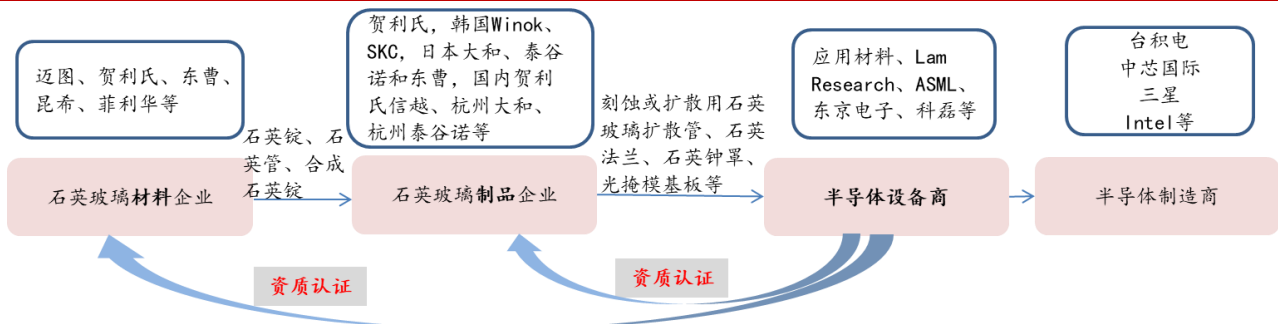 迈图、贺利氏、东曹、
昆希、菲利华等
石英玻璃材料企业
石英锭、石
英管、合成
石英锭
贺利氏，韩国Winok、
SKC，日本大和、泰谷
诺和东曹，国内贺利
氏信越、杭州大和、
杭州泰谷诺等
石英玻璃制品企业
刻蚀或扩散用石英
玻璃扩散管、石英
法兰、石英钟罩、
光掩模基板等
应用材料、Lam
Research、ASML、
东京电子、科磊等
半导体设备商
台积电
中芯国际
三星
Intel等
半导体制造商
资质认证
资质认证